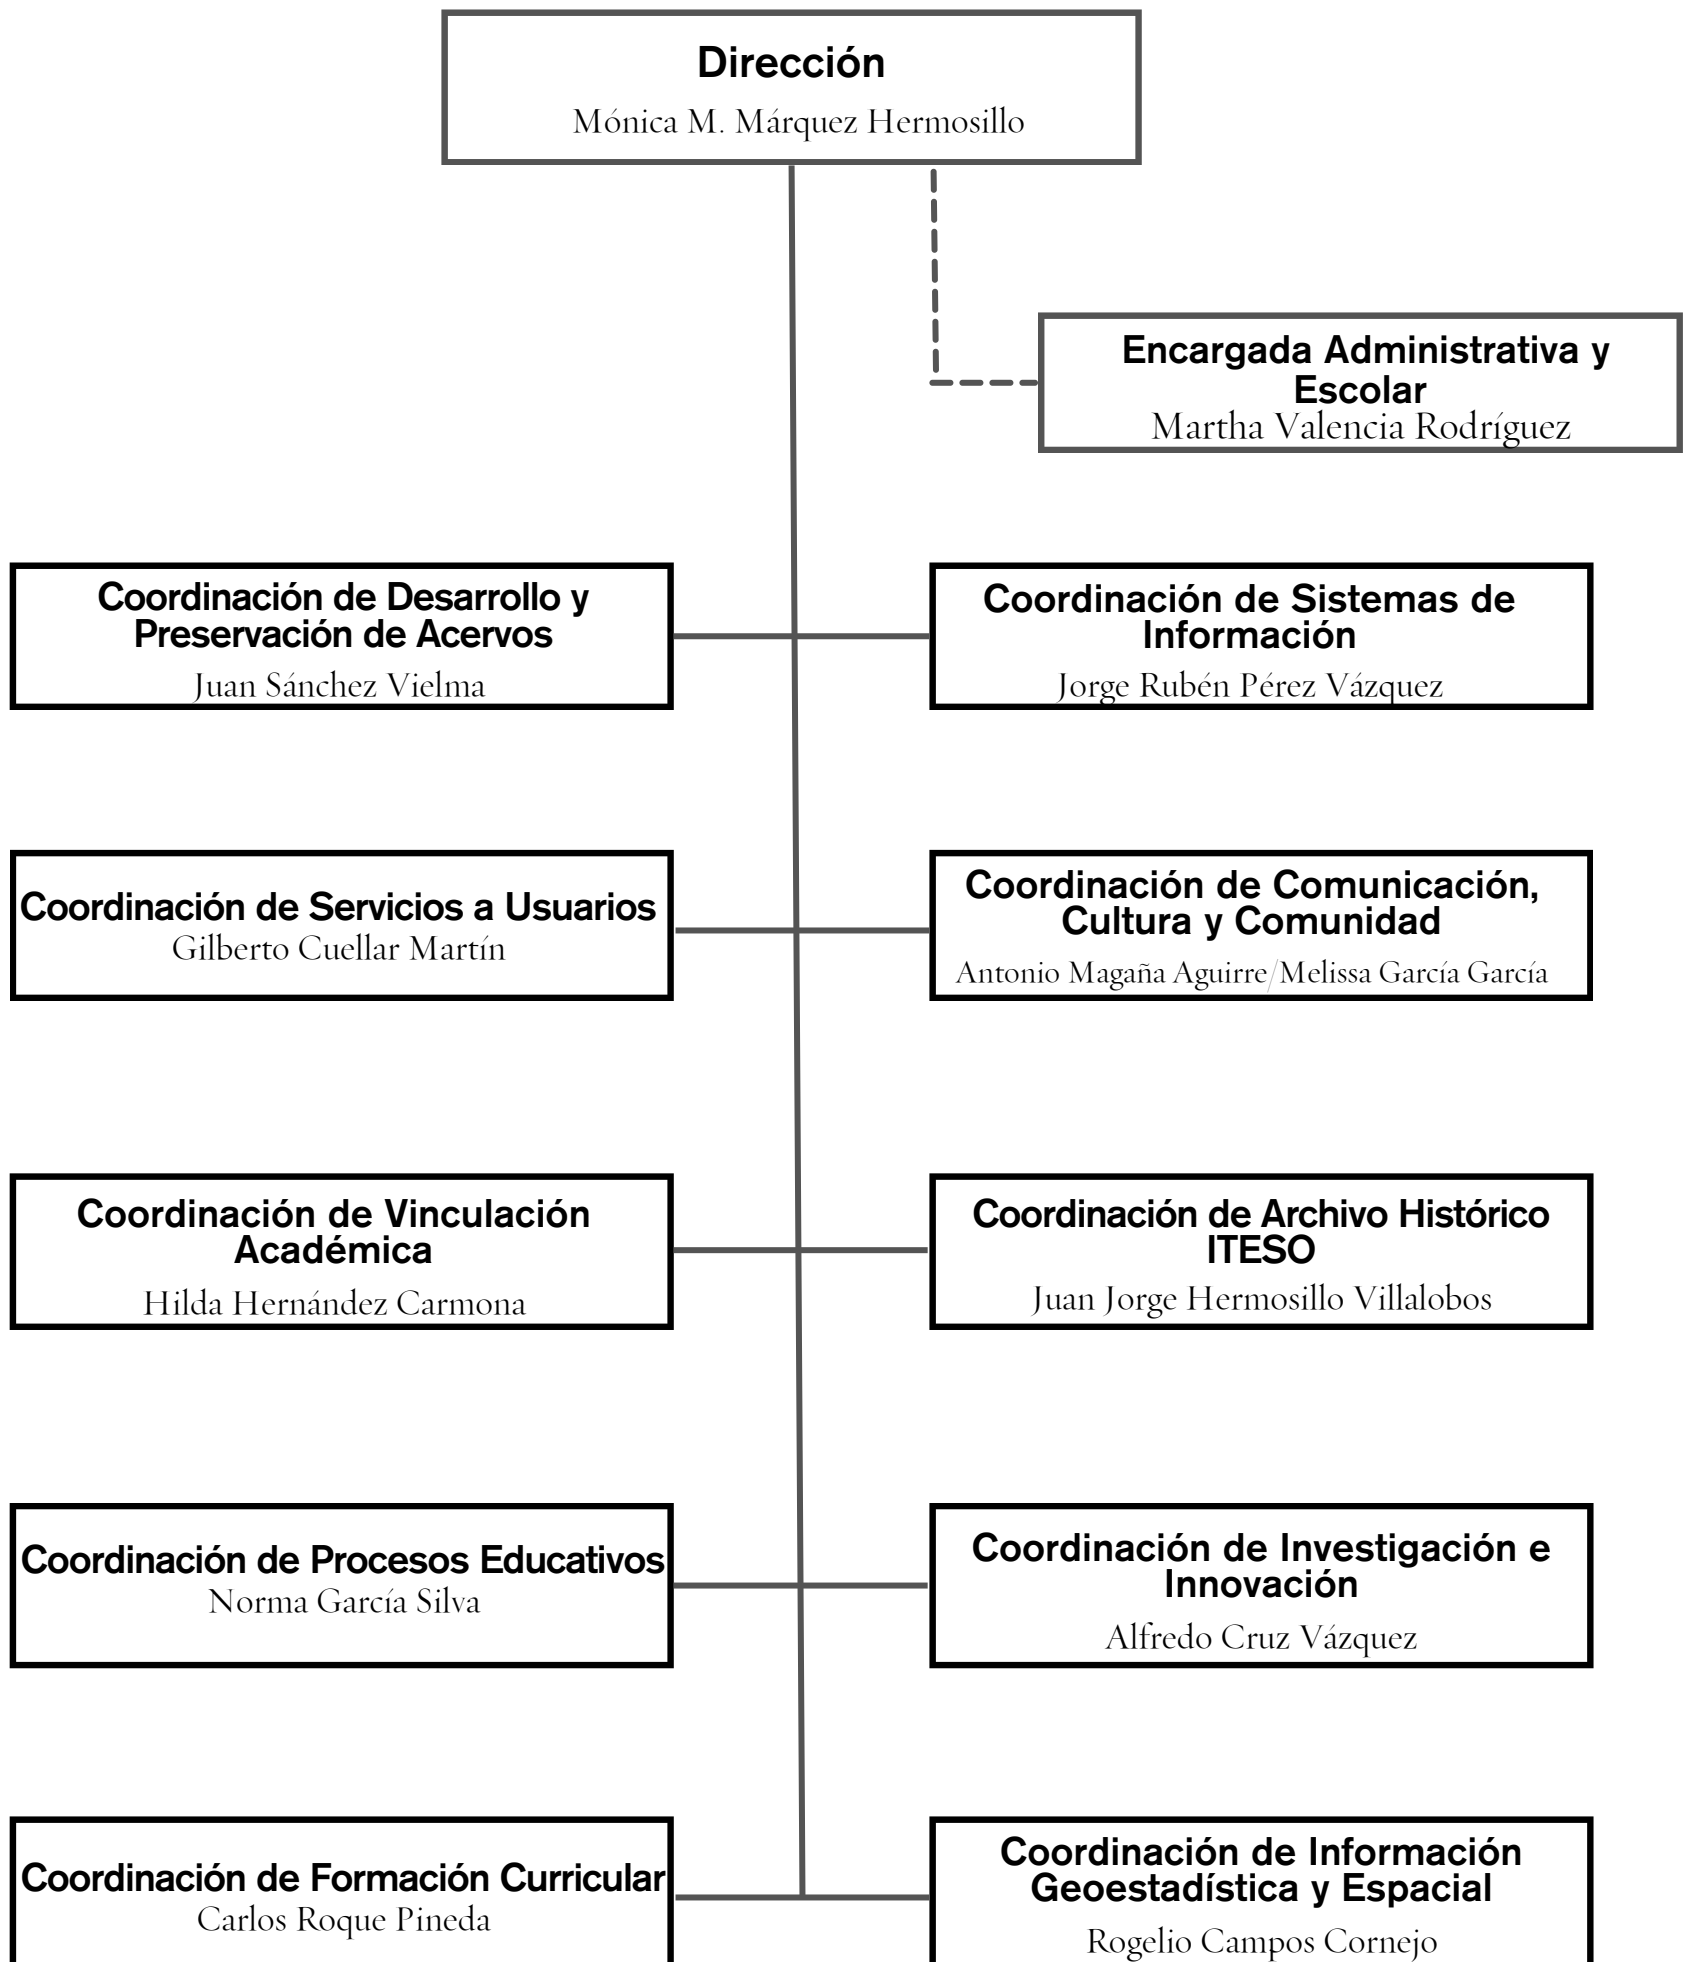 Dirección
Mónica M. Márquez Hermosillo
Encargada Administrativa y
Escolar
Martha Valencia Rodríguez
Coordinación de Desarrollo y
Preservación de Acervos
Juan Sánchez Vielma
Coordinación de Sistemas de
Información
Jorge Rubén Pérez Vázquez
Coordinación de Servicios a Usuarios
Gilberto Cuellar Martín
Coordinación de Comunicación,
Cultura y Comunidad
Antonio Magaña Aguirre/Melissa García García
Coordinación de Vinculación
Académica
Hilda Hernández Carmona
Coordinación de Archivo Histórico
ITESO
Juan Jorge Hermosillo Villalobos
Coordinación de Procesos Educativos
Norma García Silva
Coordinación de Investigación e
Innovación
Alfredo Cruz Vázquez
Coordinación de Formación Curricular
Carlos Roque Pineda
Coordinación de Información
Geoestadística y Espacial
Rogelio Campos Cornejo